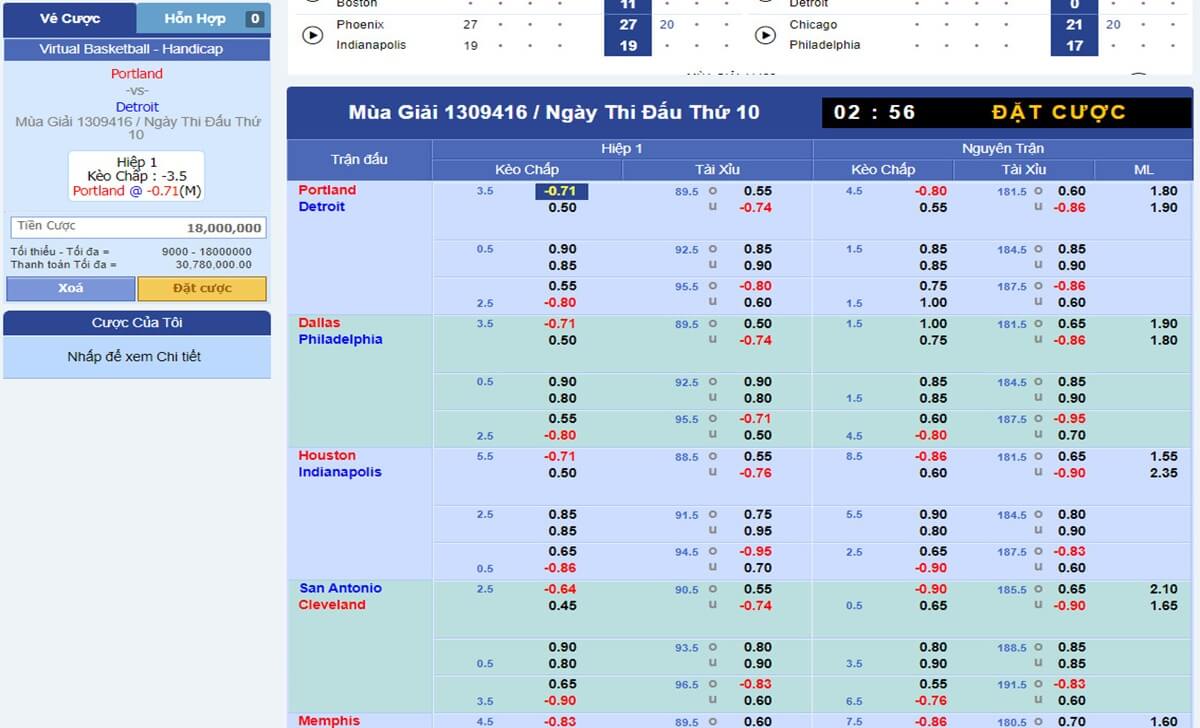 Vé Cược Hỗn Hợp 0
Virtual Basketball - Handicap
Portland
-vs-
Detroit
Mùa Giải 1309416 / Ngày Thi Đấu Thứ
10
Hiệp 1
Kèo Chấp : -3.5
Portland @ -0.71(M)
Tiền Cược 18,000,000
Tối thiểu - Tối đa = 9000 - 18000000
Thanh toán Tối đa = 30,780,000.00
Xoá Đặt cược
Cược Của Tôi
Nhấp để xem Chi tiết
Boston 11
Phoenix 27 27 20
Indianapolis 19 19
Detroit 0
Chicago 21 20
Philadelphia 17
Mùa Giải 1309416 / Ngày Thi Đấu Thứ 10 02 : 56 ĐẶT CƯỢC
Trận đấu Hiệp 1 Nguyên Trận
Kèo Chấp Tài Xỉu Kèo Chấp Tài Xỉu ML
Portland 3.5 -0.71 89.5 o 0.55 4.5 -0.80 181.5 o 0.60 1.80
Detroit 0.50 u -0.74 0.55 u -0.86 1.90
0.5 0.90 92.5 o 0.85 1.5 0.85 184.5 o 0.85
0.85 u 0.90 0.85 u 0.90
0.55 95.5 o -0.80 0.75 187.5 o -0.86
2.5 -0.80 u 0.60 1.5 1.00 u 0.60
Dallas 3.5 -0.71 89.5 o 0.50 1.5 1.00 181.5 o 0.65 1.90
Philadelphia 0.50 u -0.74 0.75 u -0.86 1.80
0.5 0.90 92.5 o 0.90 0.85 184.5 o 0.85
0.80 u 0.80 1.5 0.85 u 0.90
0.55 95.5 o -0.71 0.60 187.5 o -0.95
2.5 -0.80 u 0.50 4.5 -0.80 u 0.70
Houston 5.5 -0.71 88.5 o 0.55 8.5 -0.86 181.5 o 0.65 1.55
Indianapolis 0.50 u -0.76 0.60 u -0.90 2.35
2.5 0.85 91.5 o 0.75 5.5 0.90 184.5 o 0.80
0.85 u 0.95 0.80 u 0.90
0.65 94.5 o -0.95 2.5 0.65 187.5 o -0.83
0.5 -0.86 u 0.70 -0.90 u 0.60
San Antonio 2.5 -0.64 90.5 o 0.55 -0.90 185.5 o 0.65 2.10
Cleveland 0.45 u -0.74 0.5 0.65 u -0.90 1.65
0.90 93.5 o 0.80 0.80 188.5 o 0.85
0.5 0.80 u 0.90 3.5 0.90 u 0.85
0.65 96.5 o -0.83 0.55 191.5 o -0.83
3.5 -0.90 u 0.60 6.5 -0.76 u 0.60
Memphis 4.5 -0.83 89.5 o 0.60 7.5 -0.86 180.5 o 0.70 1.60